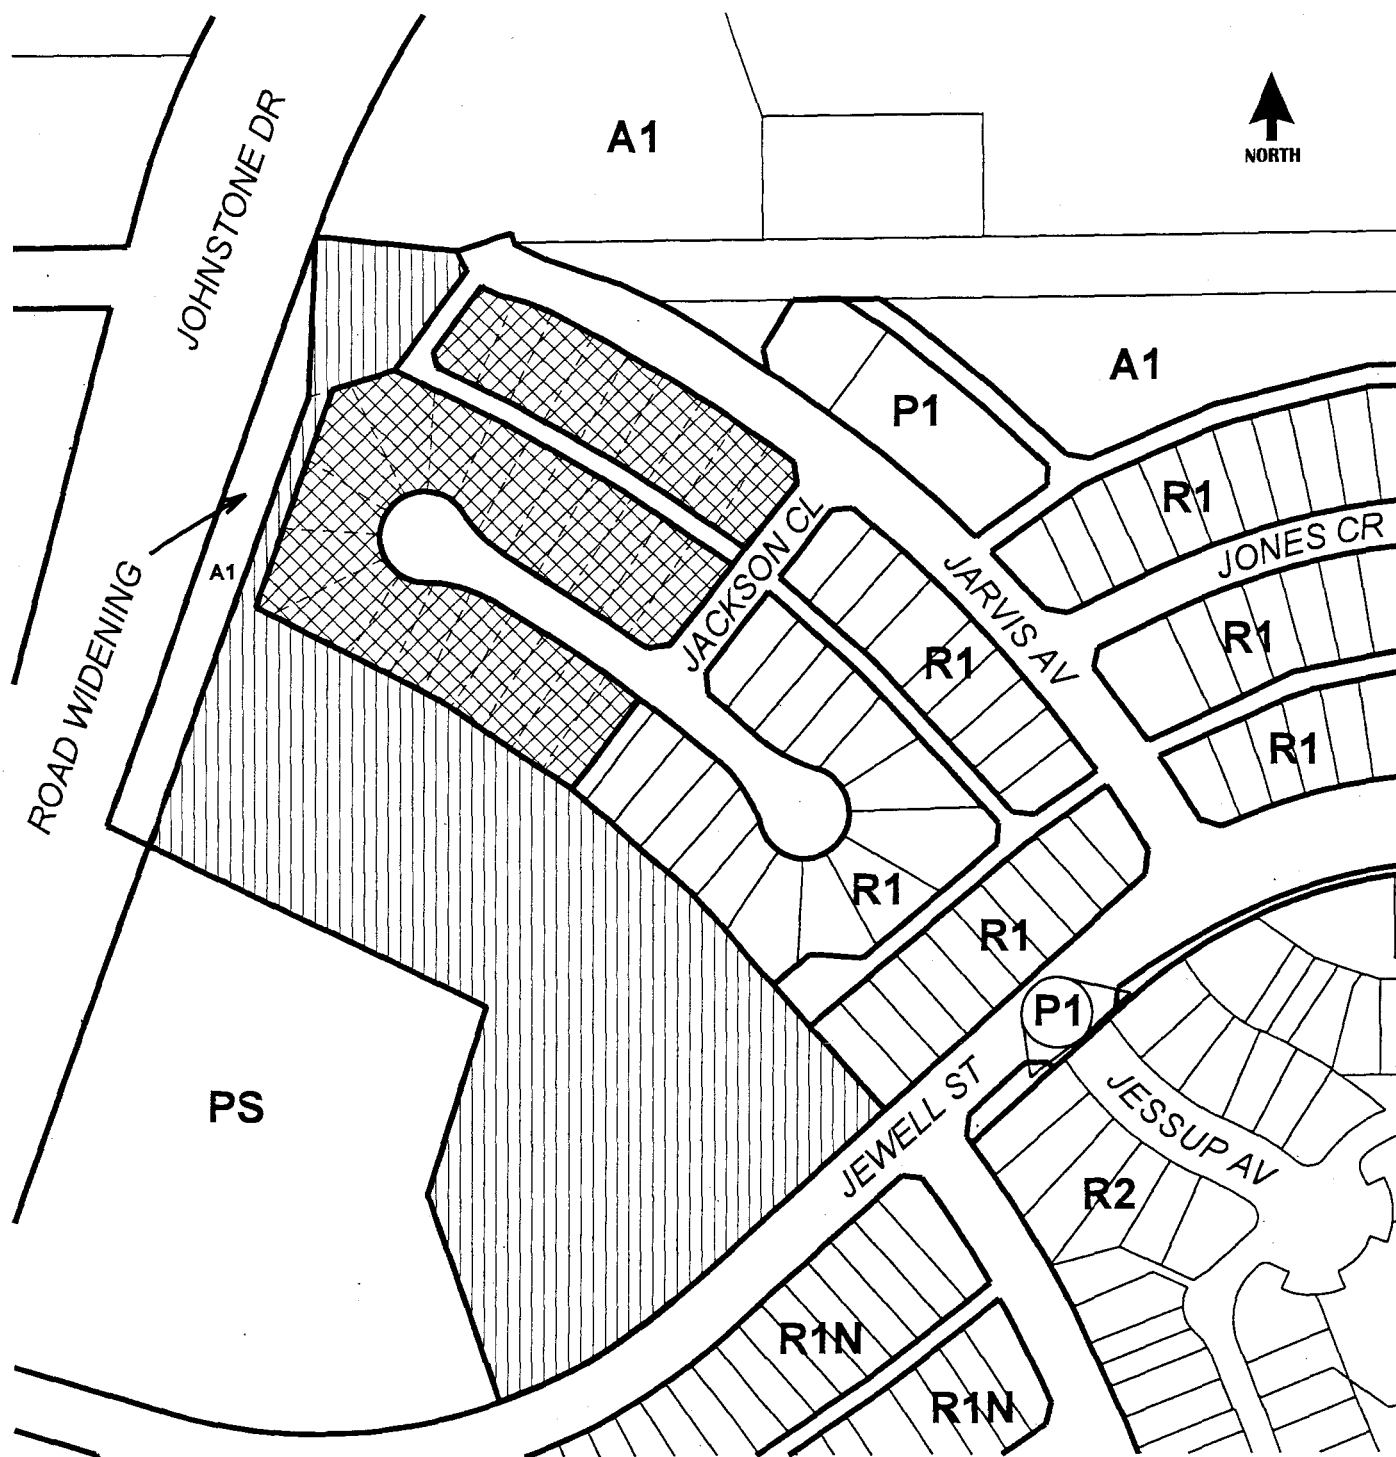 JOHNSTONE DR
A1
NORTH
A1
P1
R1
JONES CR
JACKSON CL
JARVIS AV
A1
R1
R1
ROAD WIDENING
R1
R1
R1
P1
PS
JEWELL ST
JESSUP AV
R2
R1N
R1N